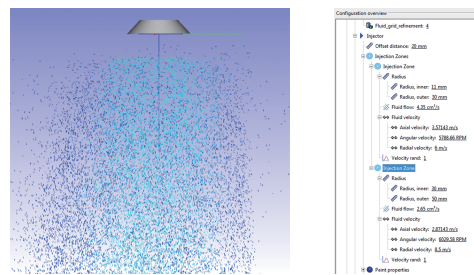 Configuration overview
Fluid_grid_refinement: 4
Injector
Offset distance: 20 mm
Injection Zones
Injection Zone
Radius
Radius, inner: 11 mm
Radius, outer: 30 mm
Fluid flow: 4.35 cm³/s
Fluid velocity
Axial velocity: 3.57143 m/s
Angular velocity: 5788.66 RPM
Radial velocity: 6 m/s
Velocity rand: 1
Injection Zone
Radius
Radius, inner: 30 mm
Radius, outer: 50 mm
Fluid flow: 2.65 cm³/s
Fluid velocity
Axial velocity: 2.87143 m/s
Angular velocity: 6029.58 RPM
Radial velocity: 8.5 m/s
Velocity rand: 1
Paint properties